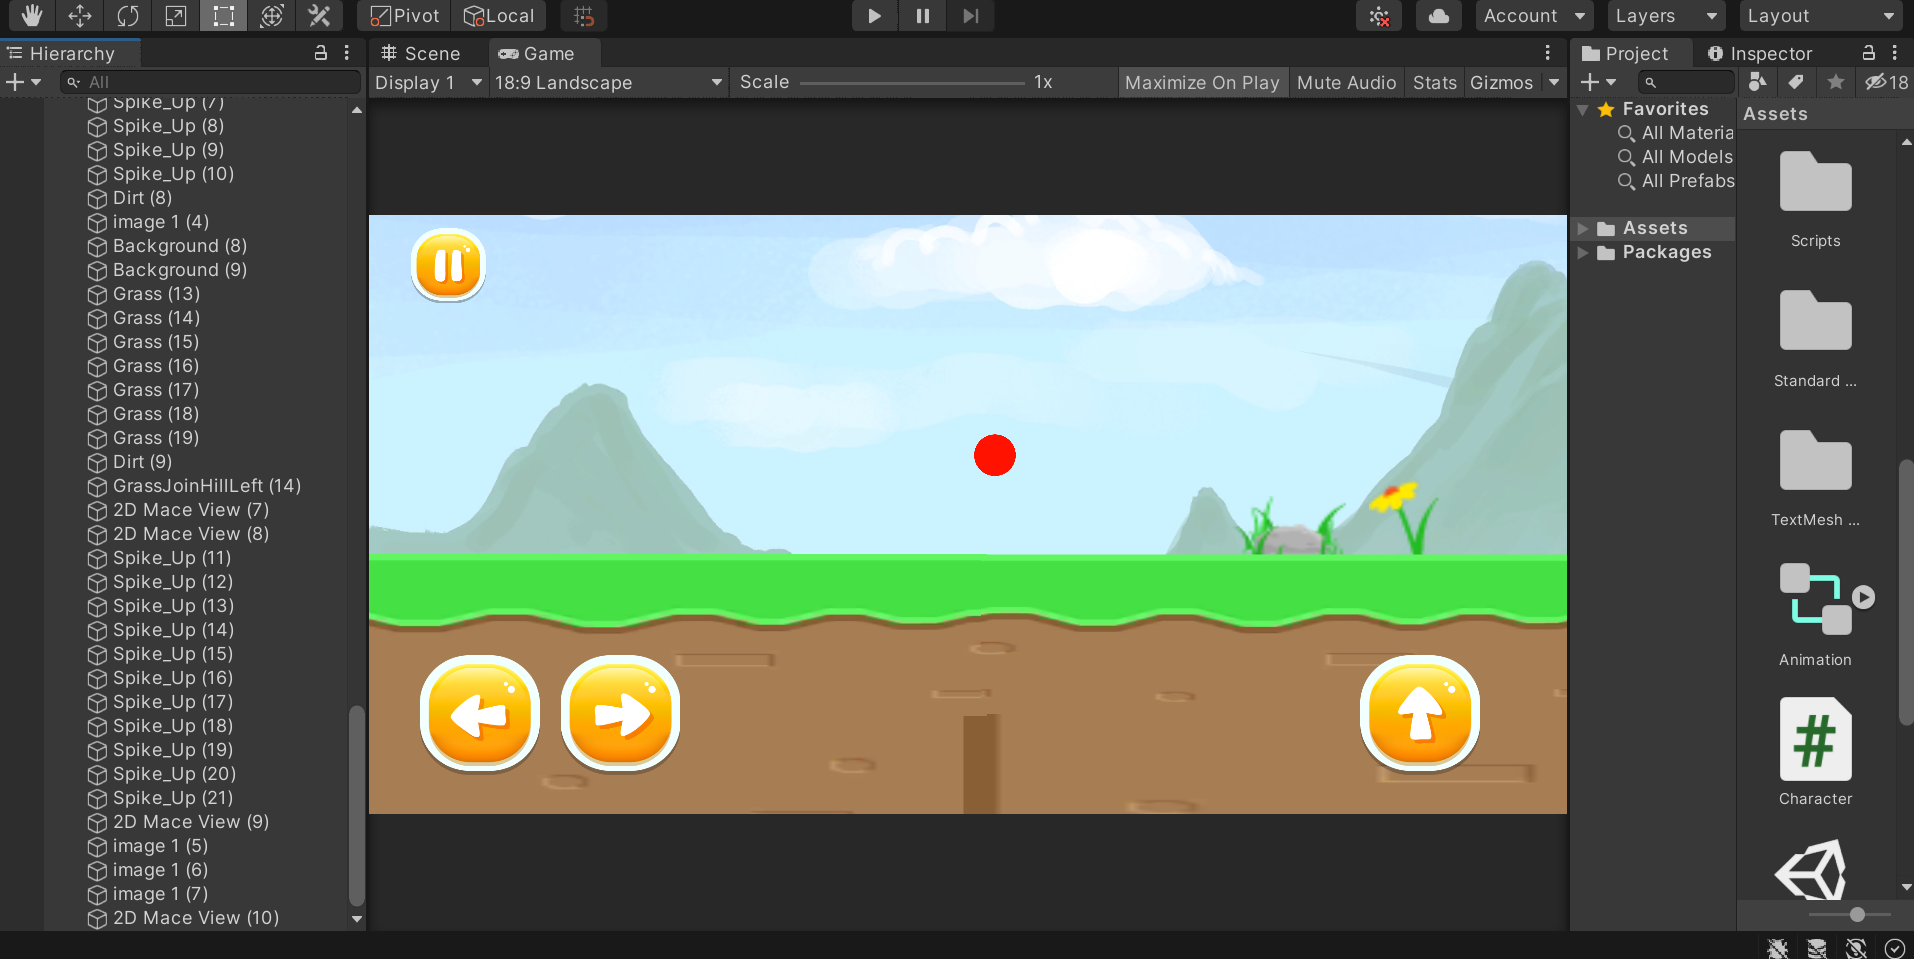 Pivot Local Account Layers Layout
Hierarchy
All
Spike_Up (7)
Spike_Up (8)
Spike_Up (9)
Spike_Up (10)
Dirt (8)
image 1 (4)
Background (8)
Background (9)
Grass (13)
Grass (14)
Grass (15)
Grass (16)
Grass (17)
Grass (18)
Grass (19)
Dirt (9)
GrassJoinHillLeft (14)
2D Mace View (7)
2D Mace View (8)
Spike_Up (11)
Spike_Up (12)
Spike_Up (13)
Spike_Up (14)
Spike_Up (15)
Spike_Up (16)
Spike_Up (17)
Spike_Up (18)
Spike_Up (19)
Spike_Up (20)
Spike_Up (21)
2D Mace View (9)
image 1 (5)
image 1 (6)
image 1 (7)
2D Mace View (10)
Scene Game
Display 1 18:9 Landscape Scale 1x Maximize On Play Mute Audio Stats Gizmos
Project Inspector
18
Favorites
All Materia
All Models
All Prefabs
Assets
Packages
Assets
Scripts
Standard ...
TextMesh ...
Animation
#
Character